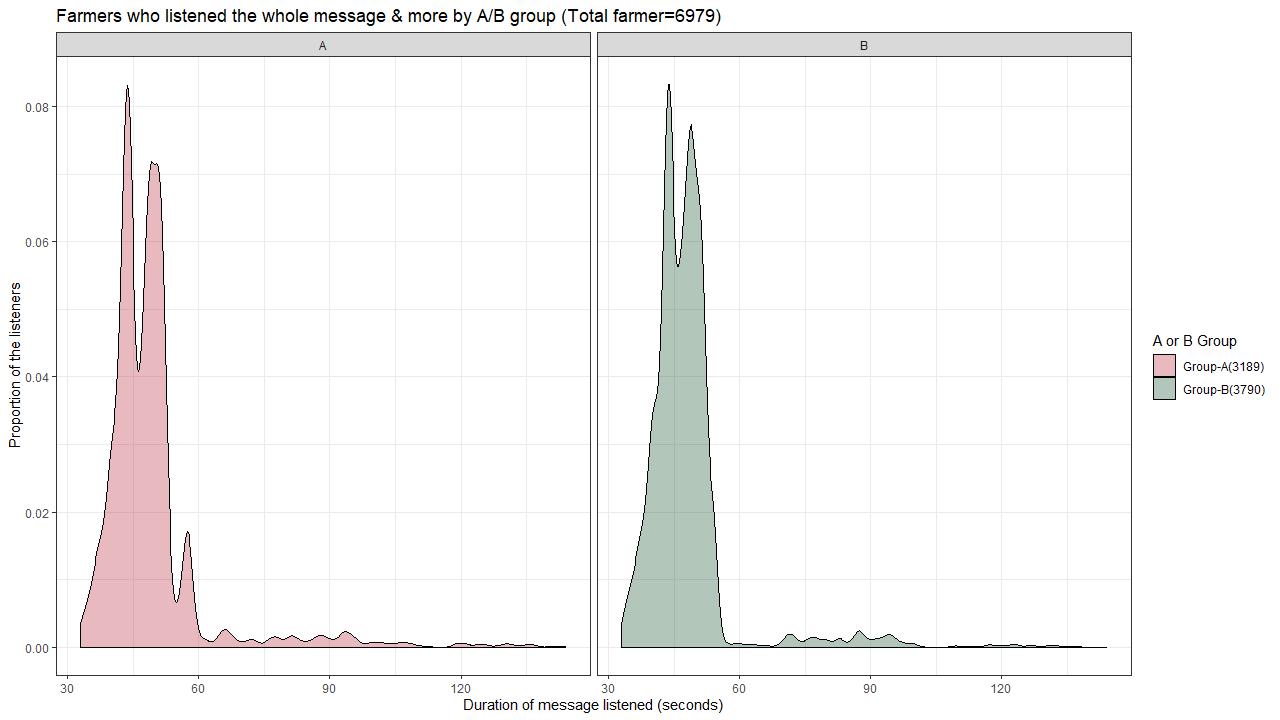 Farmers who listened the whole message & more by A/B group (Total farmer=6979)
A
B
0.08
0.06
0.04
0.02
0.00
Proportion of the listeners
30
60
90
120
30
60
90
120
Duration of message listened (seconds)
A or B Group
Group-A(3189)
Group-B(3790)